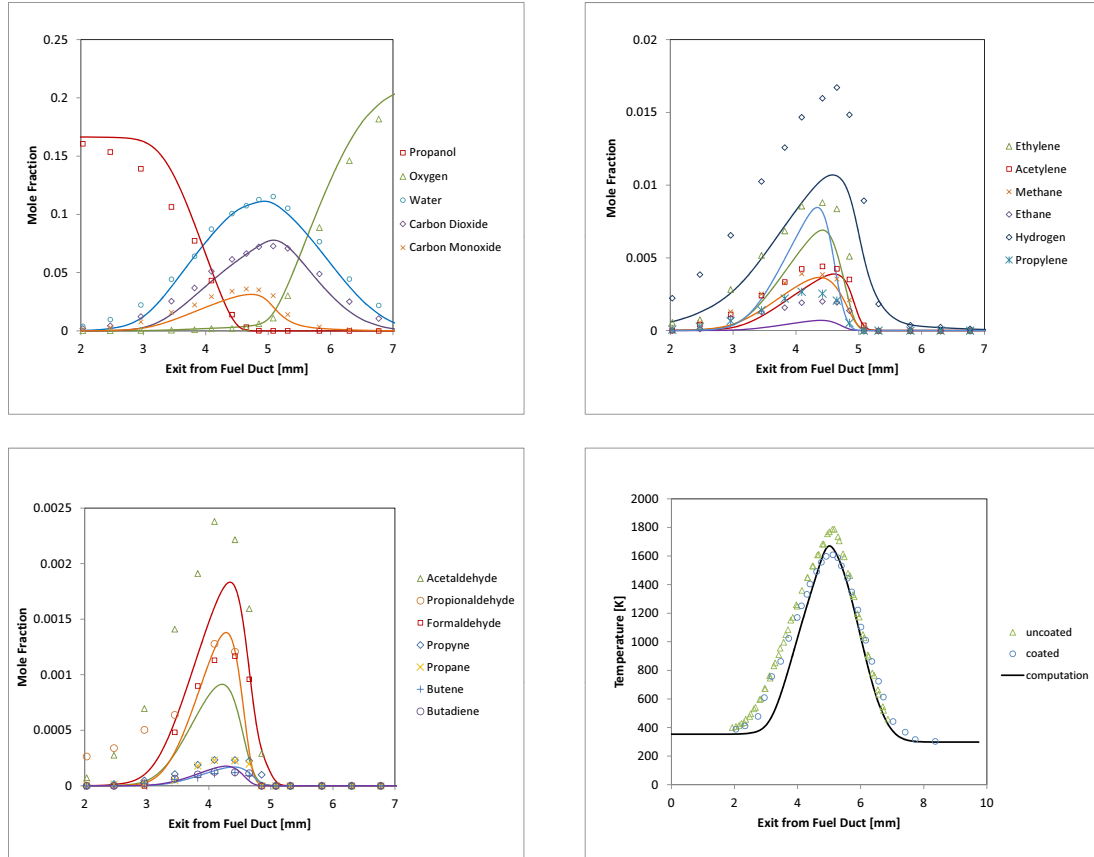 0.25
0.2
0.15
0.1
0.05
0
Mole Fraction
2 3 4 5 6 7
Exit from Fuel Duct [mm]
Propanol
Oxygen
Water
Carbon Dioxide
Carbon Monoxide
0.02
0.015
0.01
0.005
0
Mole Fraction
2 3 4 5 6 7
Exit from Fuel Duct [mm]
Ethylene
Acetylene
Methane
Ethane
Hydrogen
Propylene
0.0025
0.002
0.0015
0.001
0.0005
0
Mole Fraction
2 3 4 5 6 7
Exit from Fuel Duct [mm]
Acetaldehyde
Propionaldehyde
Formaldehyde
Propyne
Propane
Butene
Butadiene
2000
1800
1600
1400
1200
1000
800
600
400
200
0
Temperature [K]
0 2 4 6 8 10
Exit from Fuel Duct [mm]
uncoated
coated
computation